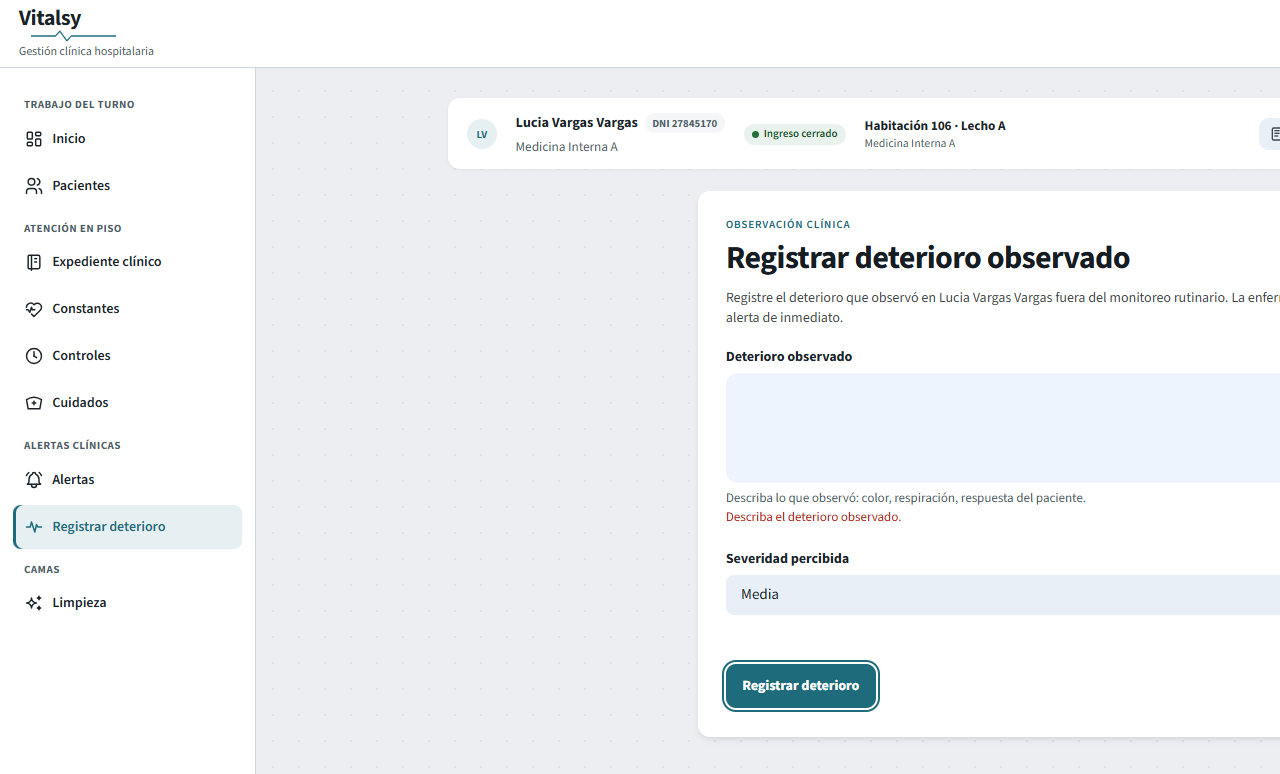 Vitalsy
Gestión clínica hospitalaria
TRABAJO DEL TURNO
Inicio
Pacientes
ATENCIÓN EN PISO
Expediente clínico
Constantes
Controles
Cuidados
ALERTAS CLÍNICAS
Alertas
Registrar deterioro
CAMAS
Limpieza
LV
Lucia Vargas Vargas DNI 27845170
Medicina Interna A
Ingreso cerrado
Habitación 106 · Lecho A
Medicina Interna A
OBSERVACIÓN CLÍNICA
Registrar deterioro observado
Registre el deterioro que observó en Lucia Vargas Vargas fuera del monitoreo rutinario. La
alerta de inmediato.
Deterioro observado
Describa lo que observó: color, respiración, respuesta del paciente.
Describa el deterioro observado.
Severidad percibida
Media
Registrar deterioro